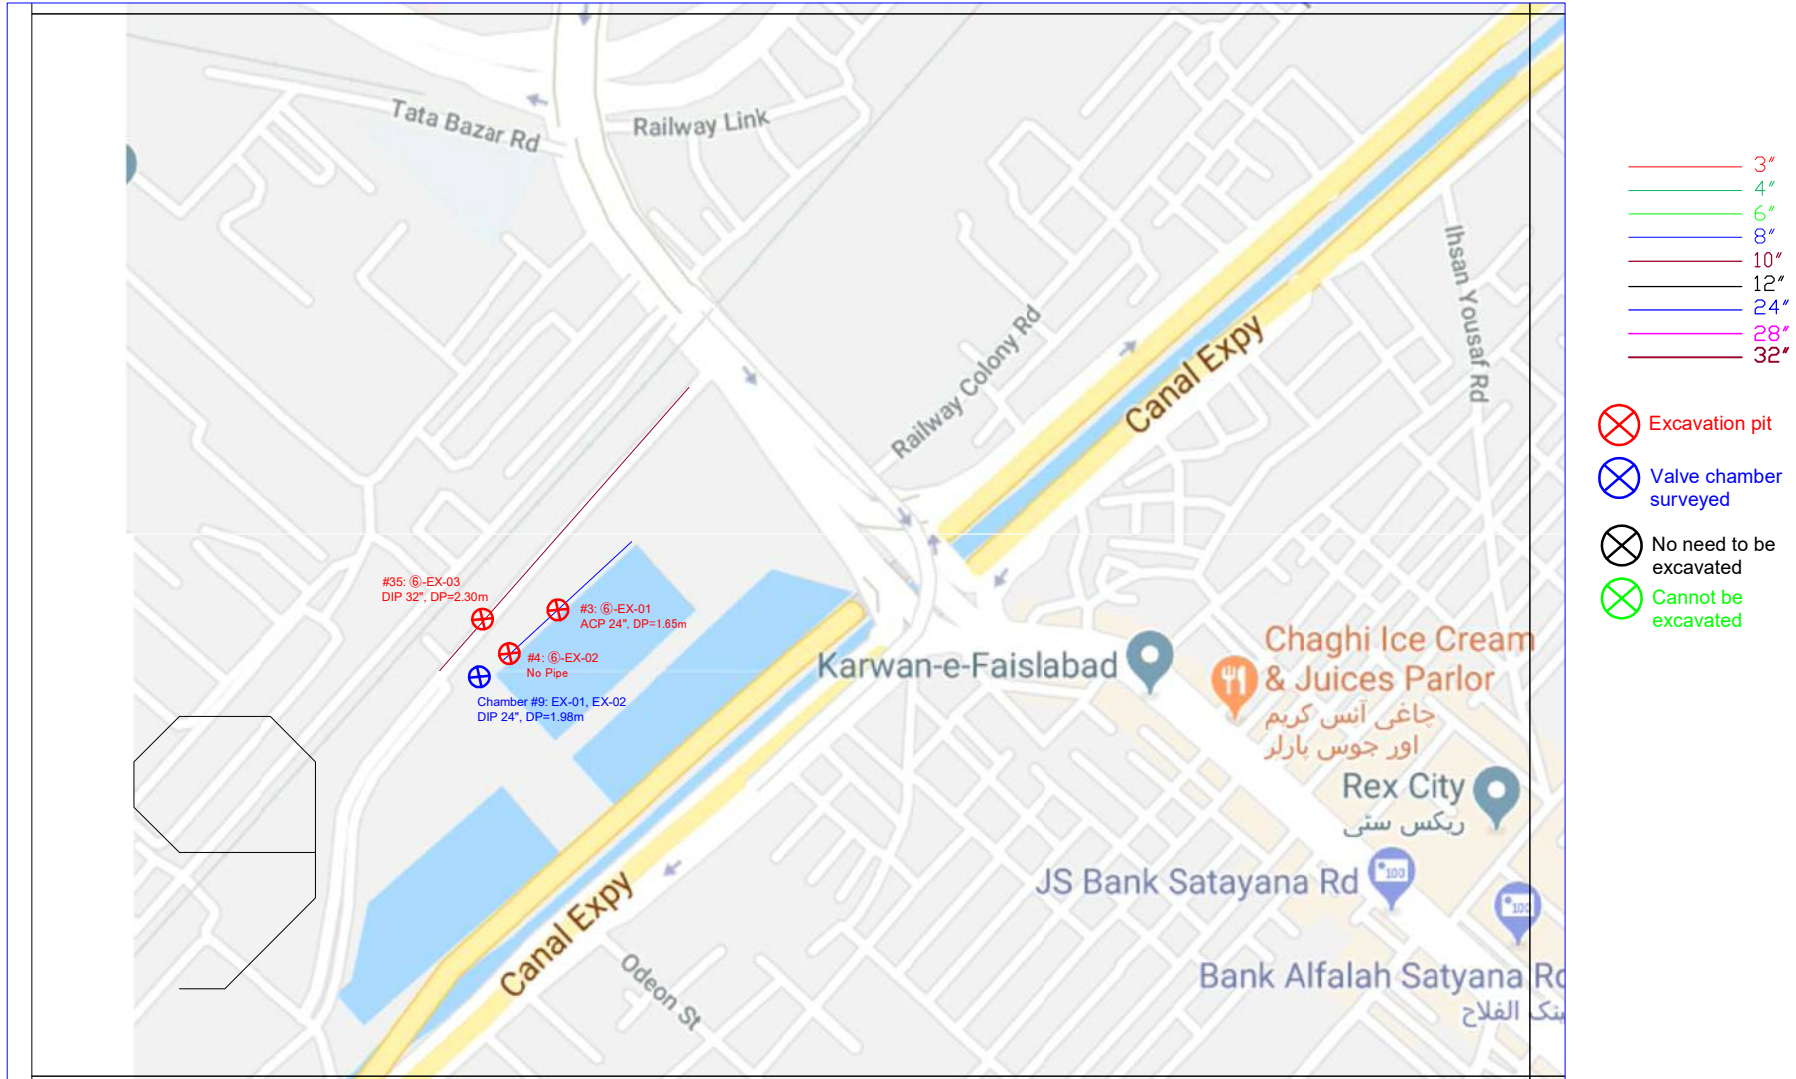 Tata Bazar Rd
Railway Link
Railway Colony Rd
Canal Expy
Ihsan Yousaf Rd
3"
4"
6"
8"
10"
12"
24"
28"
32"
Excavation pit
Valve chamber
surveyed
No need to be
excavated
Cannot be
excavated
#35: ⑥-EX-03
DIP 32", DP=2.30m
#3: ⑥-EX-01
ACP 24", DP=1.65m
#4: ⑥-EX-02
No Pipe
Chamber #9: EX-01, EX-02
DIP 24", DP=1.98m
9
Karwan-e-Faislabad
Chaghi Ice Cream
& Juices Parlor
چاغی آئس کریم
اور جوس پارلر
Rex City
ریکس سٹی
JS Bank Satayana Rd
100
100
Bank Alfalah Satyana Rd
بینک الفلاح
Canal Expy
Odeon St